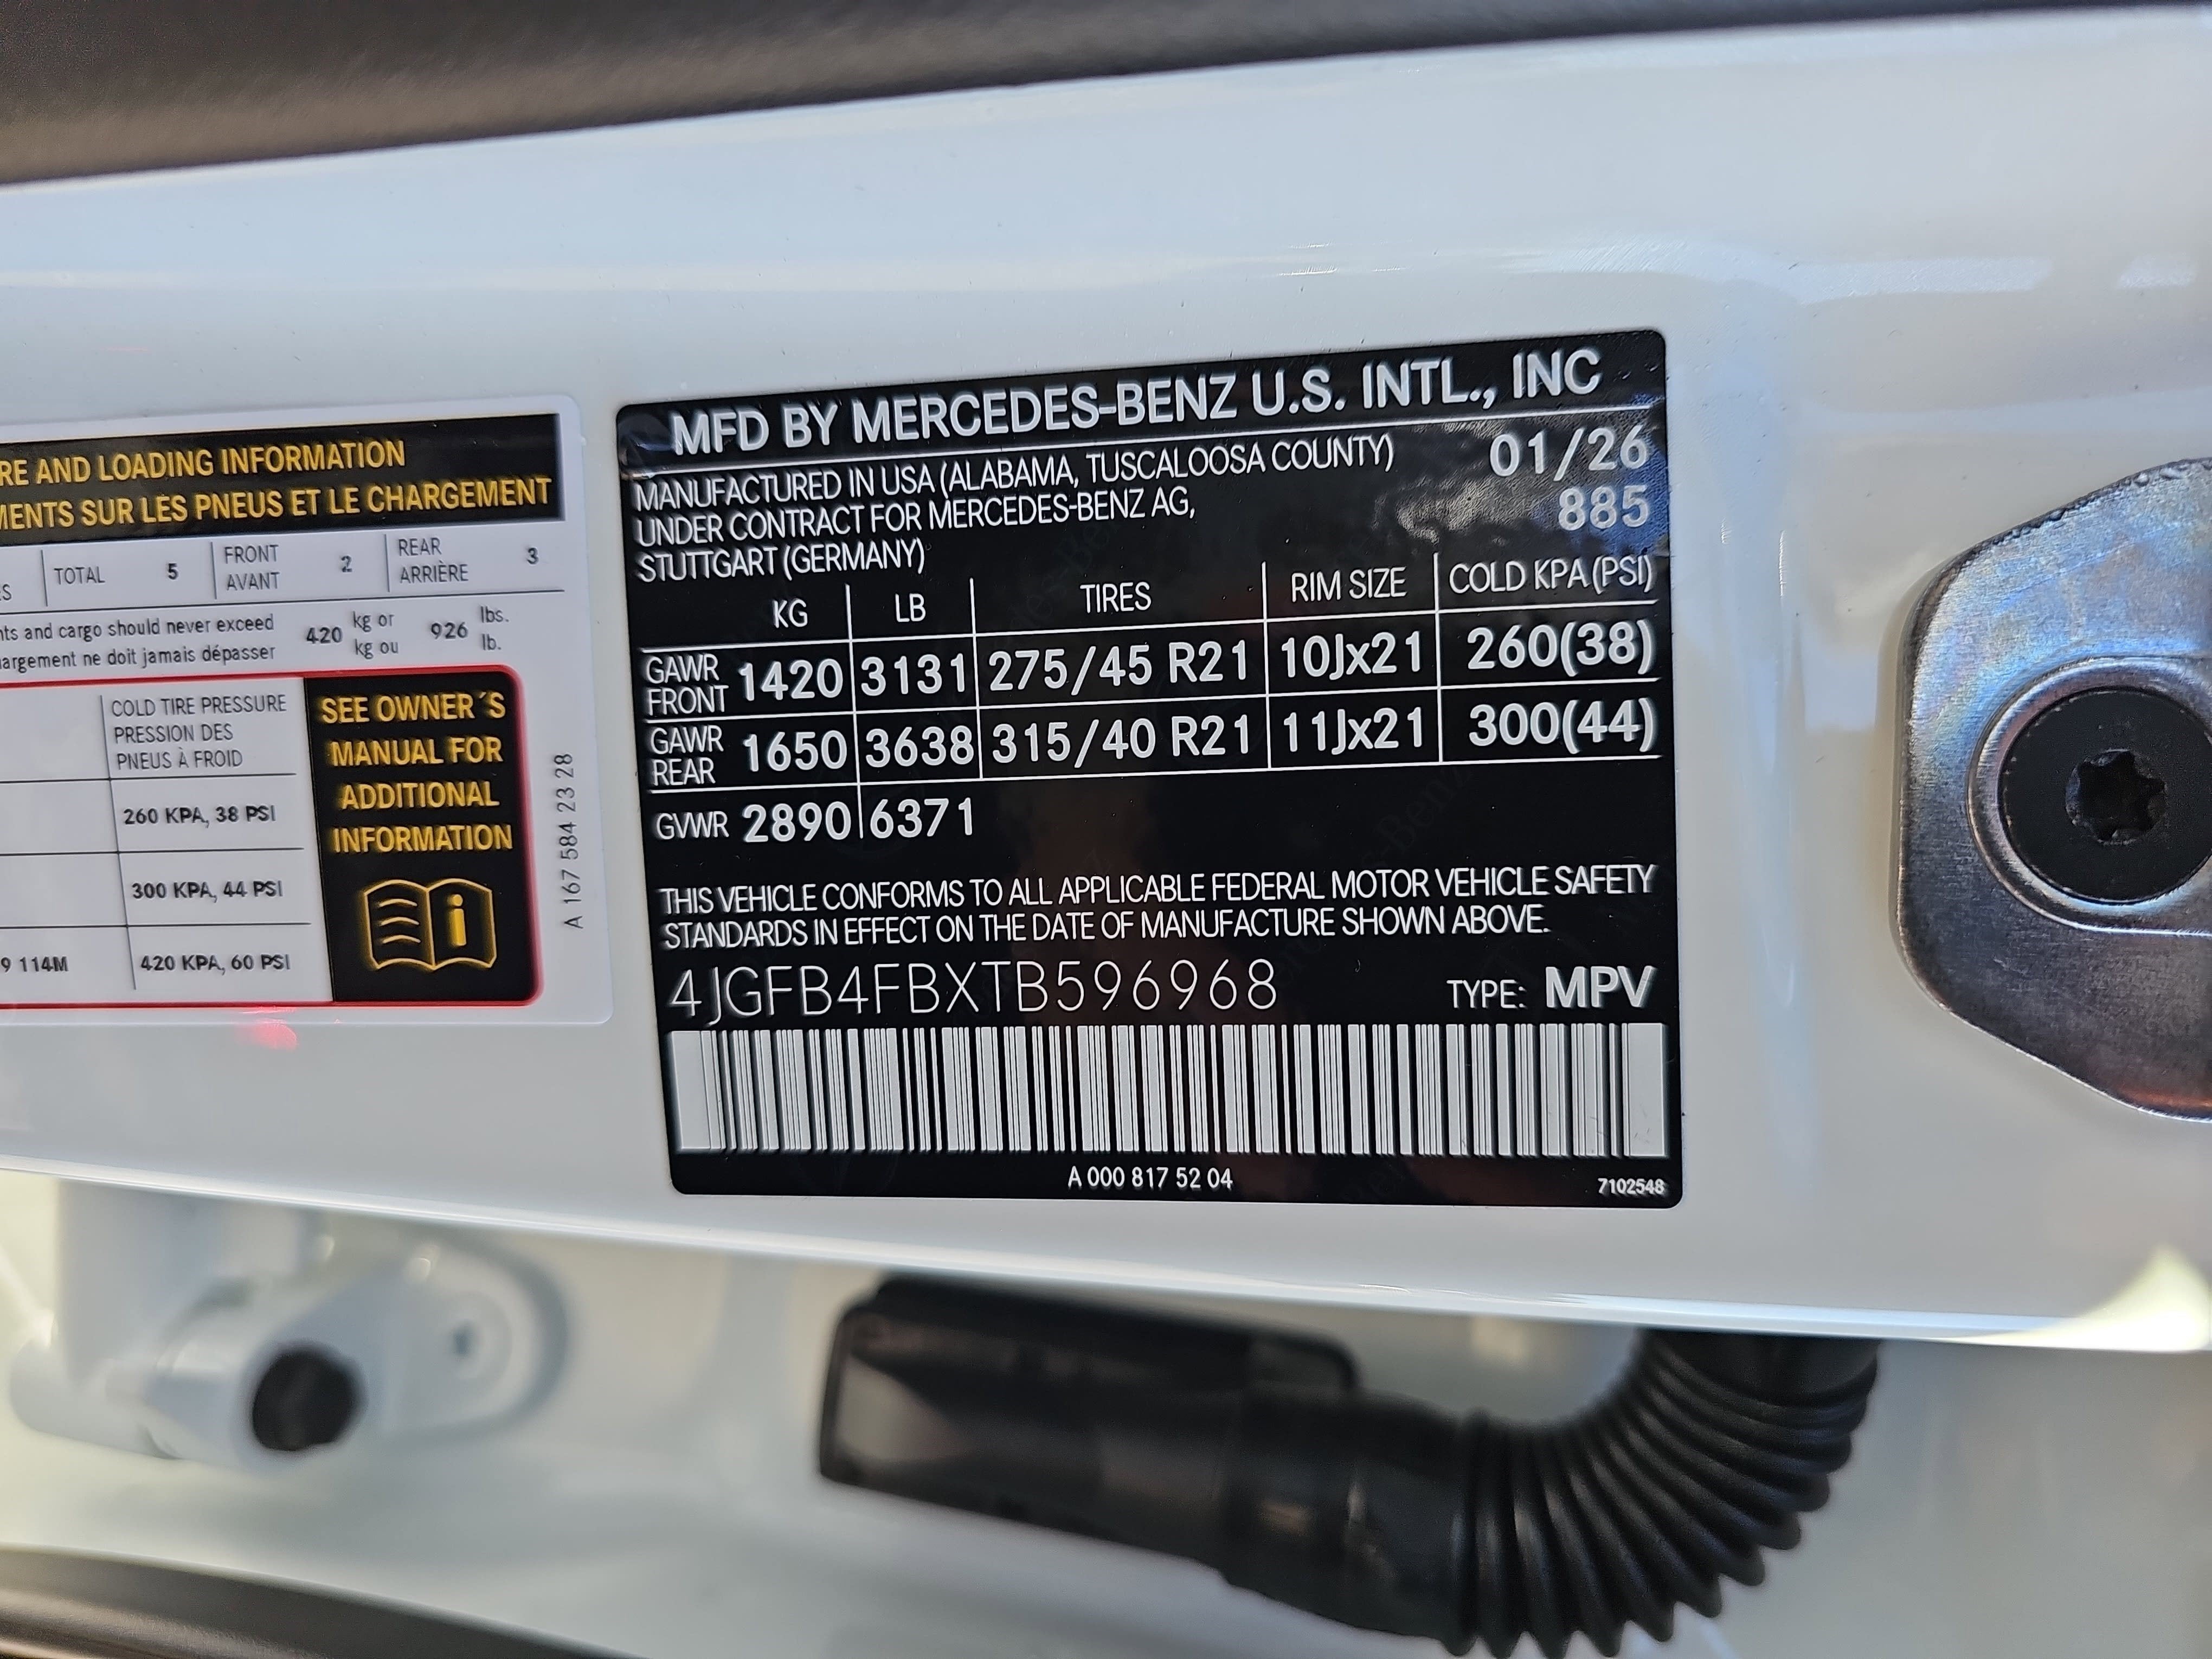 RE AND LOADING INFORMATION
MENTS SUR LES PNEUS ET LE CHARGEMENT
TOTAL 5 FRONT AVANT 2 REAR ARRIÈRE 3
and cargo should never exceed 420 kg or 926 lbs.
ne doit jamais dépasser kg ou lb.
COLD TIRE PRESSURE
PRESSION DES
PNEUS À FROID
260 KPA, 38 PSI
300 KPA, 44 PSI
9 114M 420 KPA, 60 PSI
SEE OWNER´S
MANUAL FOR
ADDITIONAL
INFORMATION
i
A 167 584 23 28
MFD BY MERCEDES-BENZ U.S. INTL., INC
MANUFACTURED IN USA (ALABAMA, TUSCALOOSA COUNTY) 01/26
UNDER CONTRACT FOR MERCEDES-BENZ AG, 885
STUTTGART (GERMANY)
KG LB TIRES RIM SIZE COLD KPA (PSI)
GAWR FRONT 1420 3131 275/45 R21 10Jx21 260(38)
GAWR REAR 1650 3638 315/40 R21 11Jx21 300(44)
GVWR 2890 6371
THIS VEHICLE CONFORMS TO ALL APPLICABLE FEDERAL MOTOR VEHICLE SAFETY
STANDARDS IN EFFECT ON THE DATE OF MANUFACTURE SHOWN ABOVE.
4JGFB4FBXTB596968 TYPE: MPV
A 000 817 52 04
7102548